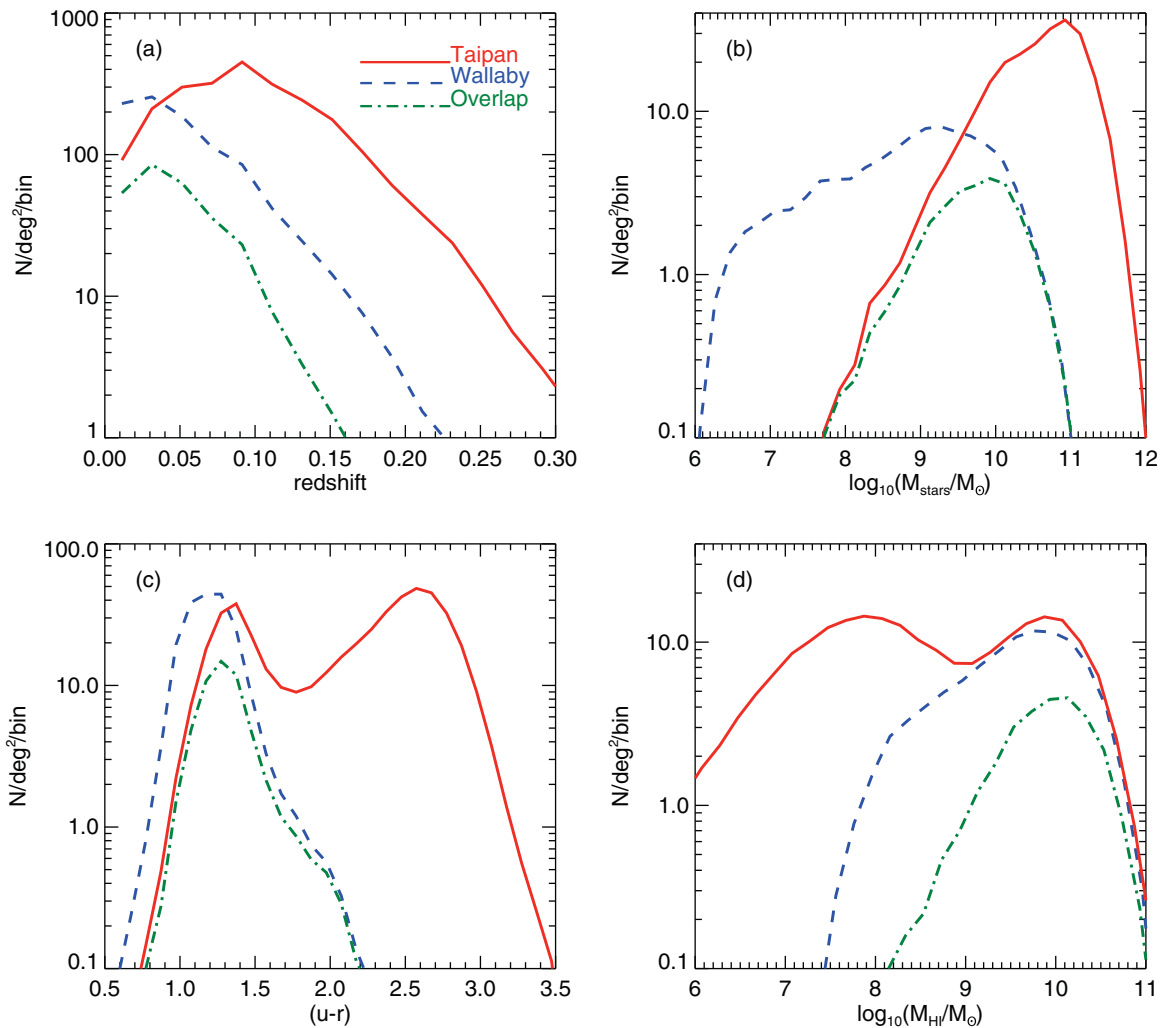 (a)
Taipan
Wallaby
Overlap
1000
100
10
1
N/deg²/bin
0.00 0.05 0.10 0.15 0.20 0.25 0.30
redshift
(b)
10.0
1.0
0.1
N/deg²/bin
6 7 8 9 10 11 12
log₁₀(M_stars/M_⊙)
(c)
100.0
10.0
1.0
0.1
N/deg²/bin
0.5 1.0 1.5 2.0 2.5 3.0 3.5
(u-r)
(d)
10.0
1.0
0.1
N/deg²/bin
6 7 8 9 10 11
log₁₀(M_HI/M_⊙)